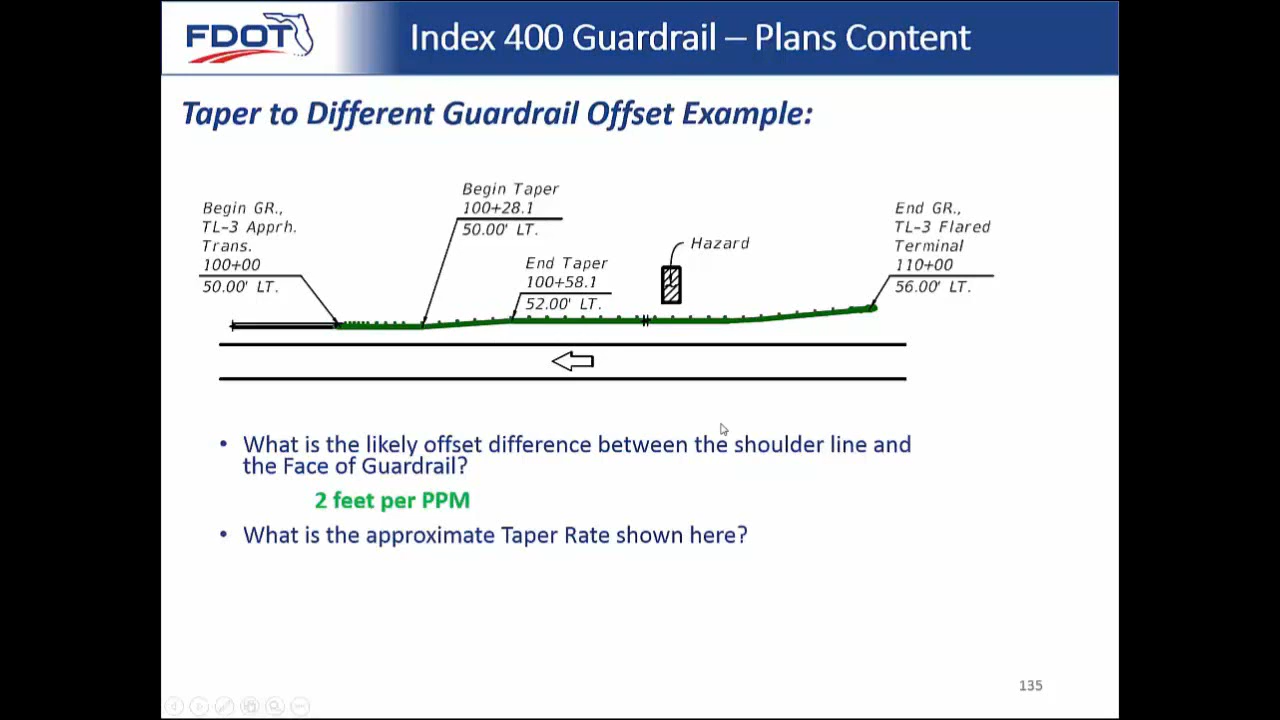 FDOT
Index 400 Guardrail – Plans Content
Taper to Different Guardrail Offset Example:
Begin GR.,
TL-3 Apprh.
Trans.
100+00
50.00' LT.
Begin Taper
100+28.1
50.00' LT.
End Taper
100+58.1
52.00' LT.
Hazard
End GR.,
TL-3 Flared
Terminal
110+00
56.00' LT.
• What is the likely offset difference between the shoulder line and
the Face of Guardrail?
2 feet per PPM
• What is the approximate Taper Rate shown here?
135